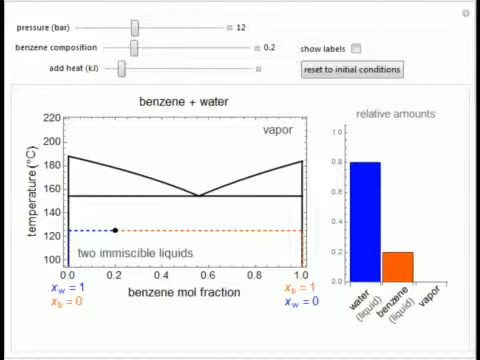 pressure (bar) 12
benzene composition 0.2 show labels
add heat (kJ) reset to initial conditions
benzene + water
relative amounts
220
200
180
160
140
120
100
temperature (°C)
vapor
two immiscible liquids
0.0 0.2 0.4 0.6 0.8 1.0
xw = 1 xb = 1
xb = 0 xw = 0
benzene mol fraction
1.0
0.8
0.6
0.4
0.2
0.0
water (liquid)
benzene (liquid)
vapor